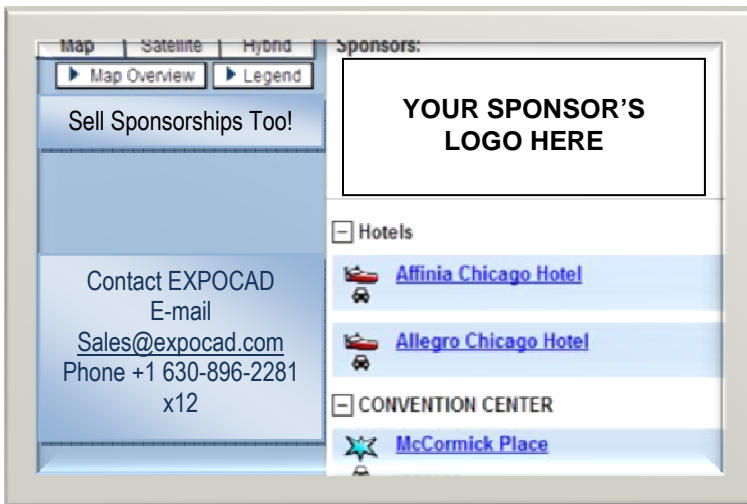 Map Satellite Hybrid
Map Overview Legend
Sell Sponsorships Too!
Contact EXPOCAD
E-mail
Sales@expocad.com
Phone +1 630-896-2281
x12
Sponsors:
YOUR SPONSOR’S
LOGO HERE
Hotels
Affinia Chicago Hotel
Allegro Chicago Hotel
CONVENTION CENTER
McCormick Place